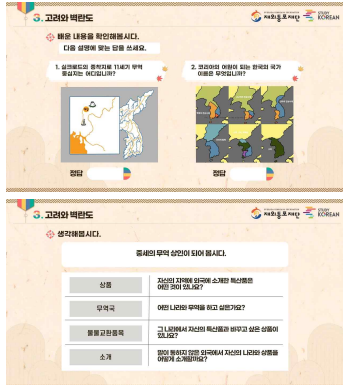 3. 고려와 벽란도
재외동포재단
STUDY KOREAN
배운 내용을 확인해봅시다.
다음 설명에 맞는 답을 쓰세요.
1. 실크로드의 종착지로 11세기 무역
중심지는 어디입니까?
2. 코리아의 어원이 되는 한국의 국가
이름은 무엇입니까?
정답
정답
3. 고려와 벽란도
재외동포재단
STUDY KOREAN
생각해봅시다.
중세의 무역 상인이 되어 봅시다.
상품
자신의 지역에 외국에 소개한 특산품은
어떤 것이 있나요?
무역국
어떤 나라와 무역을 하고 싶은가요?
물물교환품목
그 나라에서 자신의 특산품과 바꾸고 싶은 상품이
있나요?
소개
말이 통하지 않은 외국에서 자신의 나라와 상품을
어떻게 소개할까요?